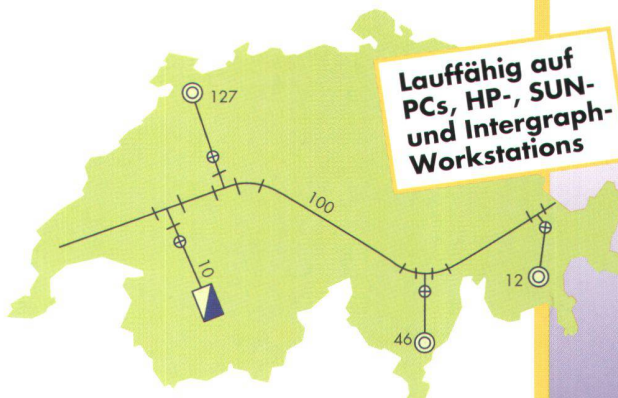 Lauffähig auf
PCs, HP-, SUN-
und Intergraph-
Workstations
127
100
10
12
46